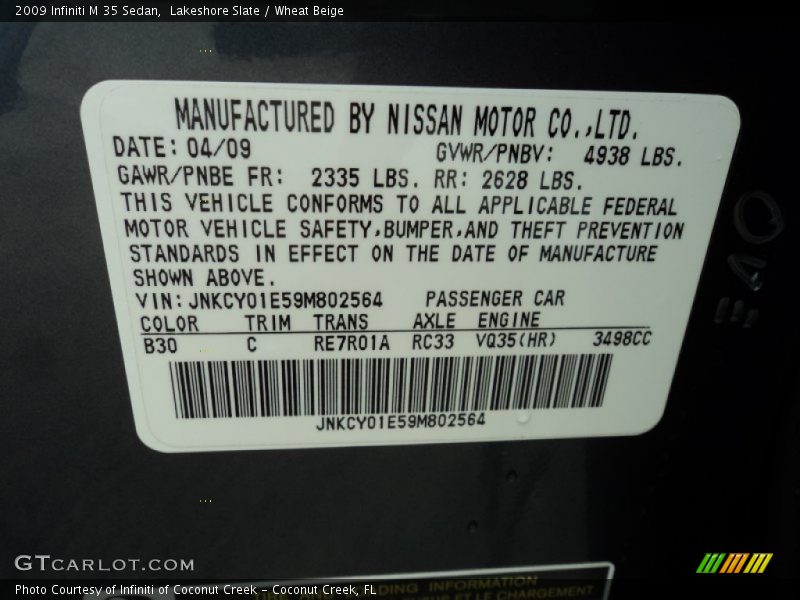 2009 Infiniti M 35 Sedan,  Lakeshore Slate / Wheat Beige
MANUFACTURED BY NISSAN MOTOR CO.,LTD.
DATE: 04/09 GVWR/PNBV: 4938 LBS.
GAWR/PNBE FR: 2335 LBS. RR: 2628 LBS.
THIS VEHICLE CONFORMS TO ALL APPLICABLE FEDERAL
MOTOR VEHICLE SAFETY,BUMPER,AND THEFT PREVENTION
STANDARDS IN EFFECT ON THE DATE OF MANUFACTURE
SHOWN ABOVE.
VIN: JNKCY01E59M802564 PASSENGER CAR
COLOR TRIM TRANS AXLE ENGINE
B30 C RE7R01A RC33 VQ35(HR) 3498CC
JNKCY01E59M802564
GTCARLOT.COM
INFORMATION
CHARGEMENT
Photo Courtesy of Infiniti of Coconut Creek - Coconut Creek, FL